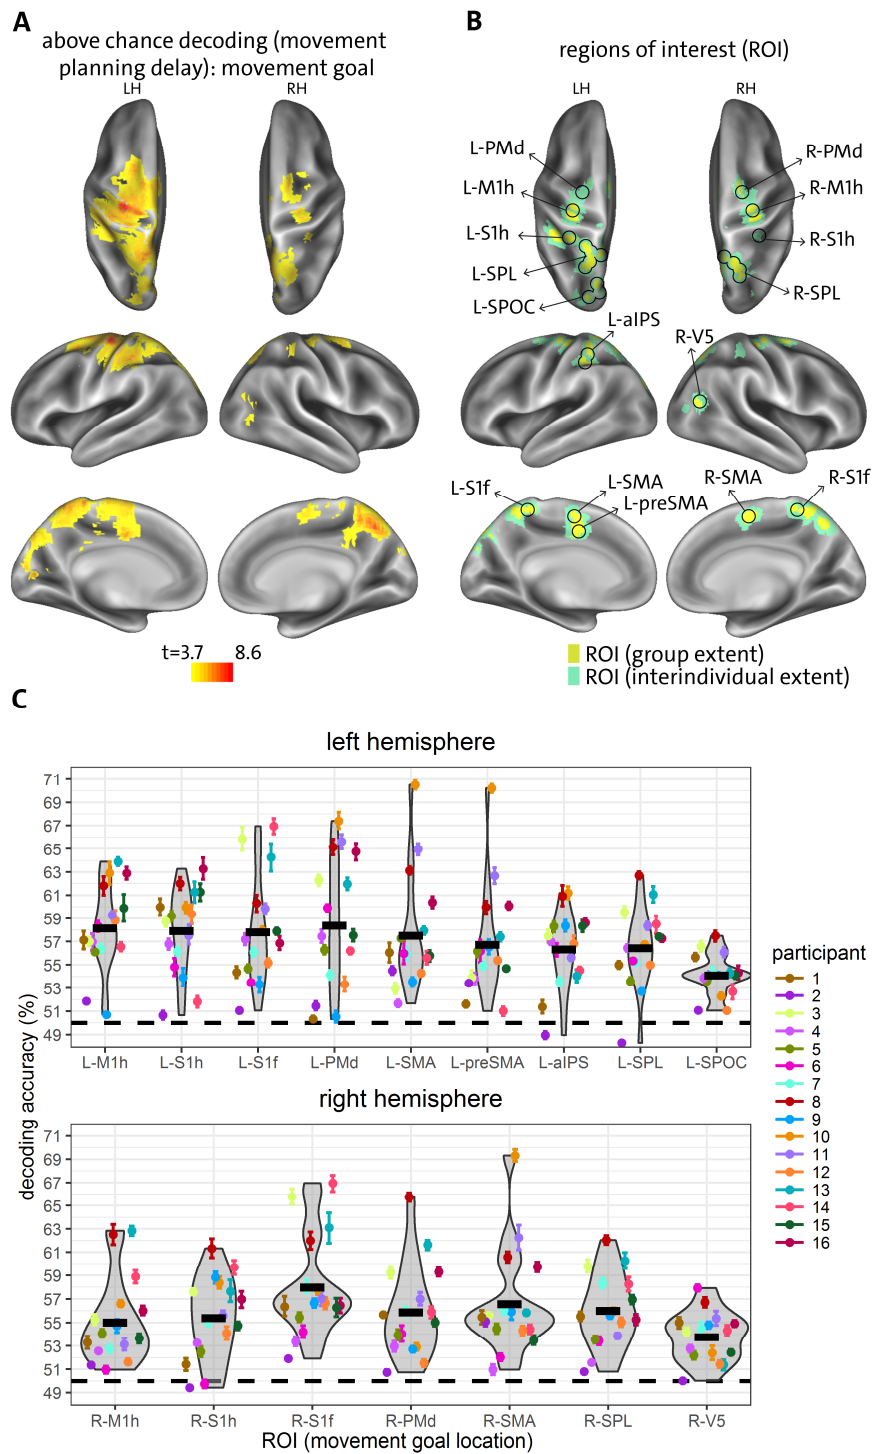 A
above chance decoding (movement
planning delay): movement goal
LH
RH
t=3.7
8.6
B
regions of interest (ROI)
LH
RH
L-PMd
L-M1h
L-S1h
L-SPL
L-SPOC
R-PMd
R-M1h
R-S1h
R-SPL
L-aIPS
R-V5
L-S1f
L-SMA
L-preSMA
R-SMA
R-S1f
ROI (group extent)
ROI (interindividual extent)
C
left hemisphere
71
69
67
65
63
61
59
57
55
53
51
49
L-M1h L-S1h L-S1f L-PMd L-SMA L-preSMA L-aIPS L-SPL L-SPOC
right hemisphere
71
69
67
65
63
61
59
57
55
53
51
49
R-M1h R-S1h R-S1f R-PMd R-SMA R-SPL R-V5
ROI (movement goal location)
decoding accuracy (%)
participant
1
2
3
4
5
6
7
8
9
10
11
12
13
14
15
16